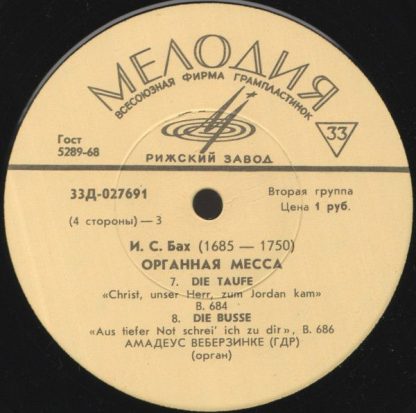 МЕЛОДИЯ
ВСЕСОЮЗНАЯ ФИРМА ГРАМПЛАСТИНОК
Гост
5289-68
33
РИЖСКИЙ ЗАВОД
33Д-027691
Вторая группа
(4 стороны) — 3
Цена 1 руб.
И. С. Бах (1685 — 1750)
ОРГАННАЯ МЕССА
7. DIE TAUFE
«Christ, unser Herr, zum Jordan kam»
B. 684
8. DIE BUSSE
«Aus tiefer Not schrei' ich zu dir», B. 686
АМАДЕУС ВЕБЕРЗИНКЕ (ГДР)
(орган)